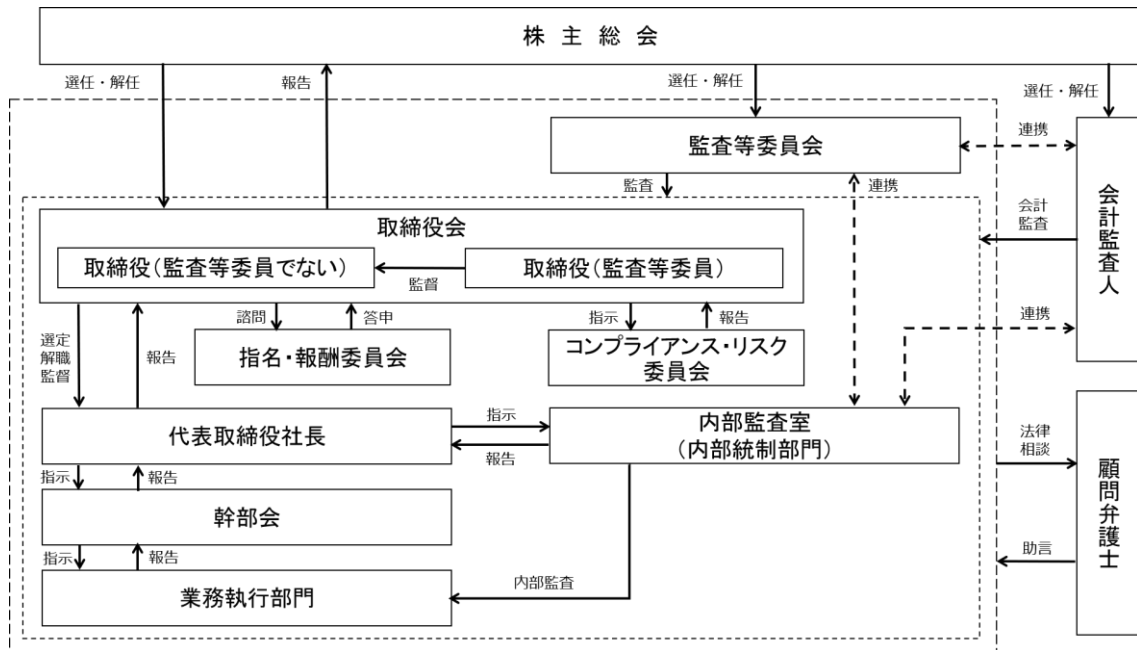 株主総会
選任・解任
報告
選任・解任
選任・解任
監査等委員会
連携
監査
連携
会計監査人
会計
監査
取締役会
取締役（監査等委員でない）
監督
取締役（監査等委員）
選定
解職
監督
報告
諮問
答申
指示
報告
連携
指名・報酬委員会
コンプライアンス・リスク
委員会
代表取締役社長
指示
報告
内部監査室
（内部統制部門）
法律
相談
顧問弁護士
指示
報告
幹部会
指示
報告
助言
業務執行部門
内部監査